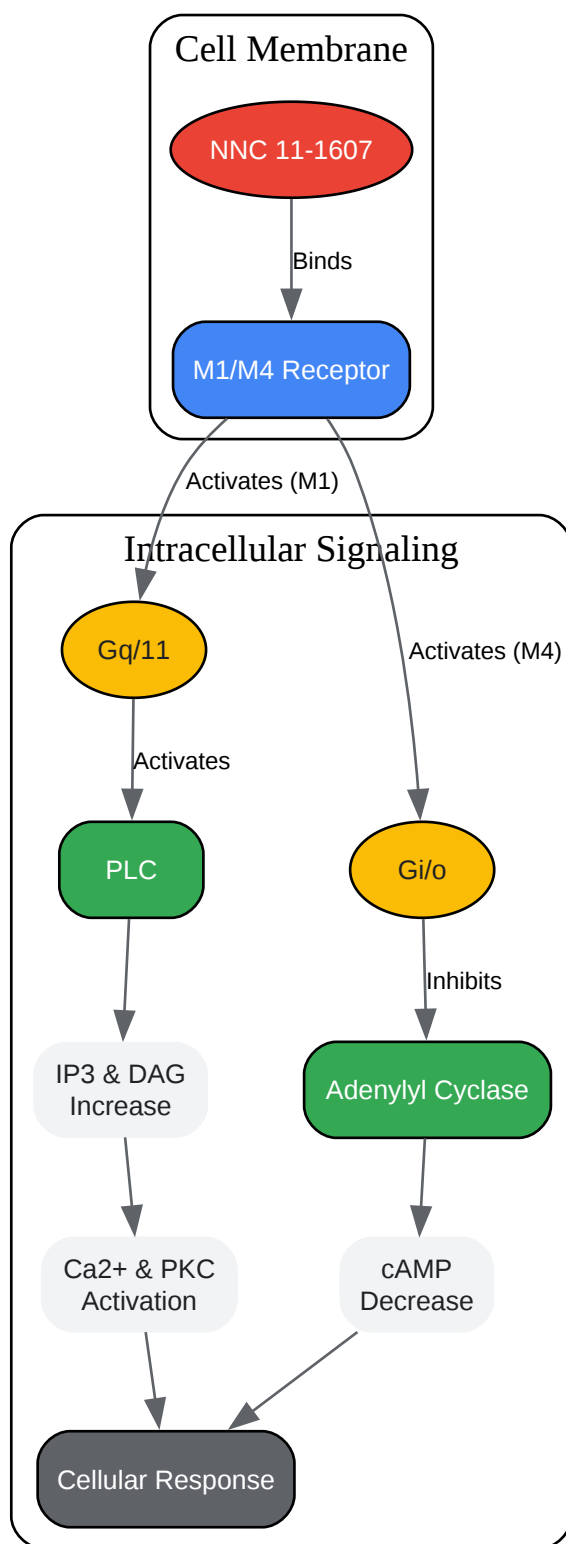 Cell Membrane
NNC 11-1607
Binds
M1/M4 Receptor
Activates (M1)
Intracellular Signaling
Gq/11
Activates (M4)
Activates
PLC
Gi/o
Inhibits
IP3 & DAG
Increase
Adenylyl Cyclase
Ca2+ & PKC
Activation
cAMP
Decrease
Cellular Response